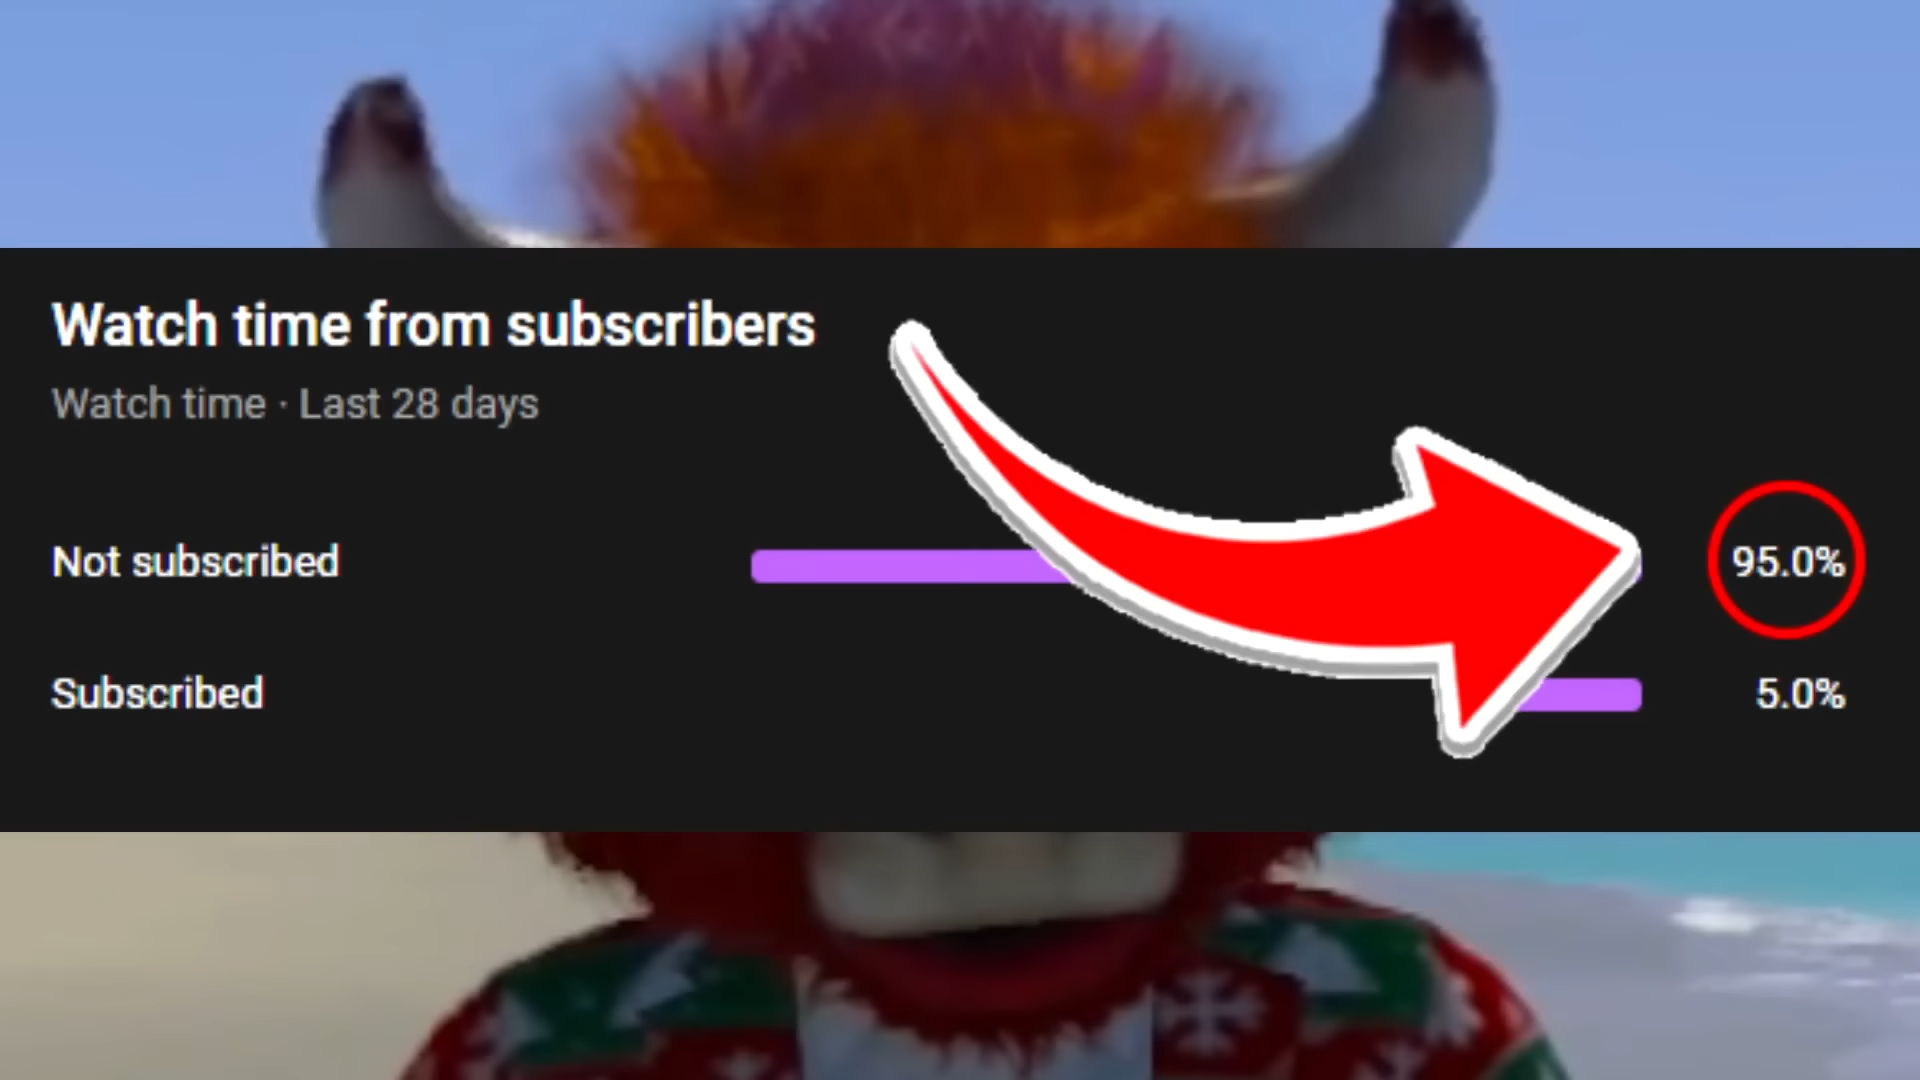 Watch time from subscribers
Watch time · Last 28 days
Not subscribed 95.0%
Subscribed 5.0%